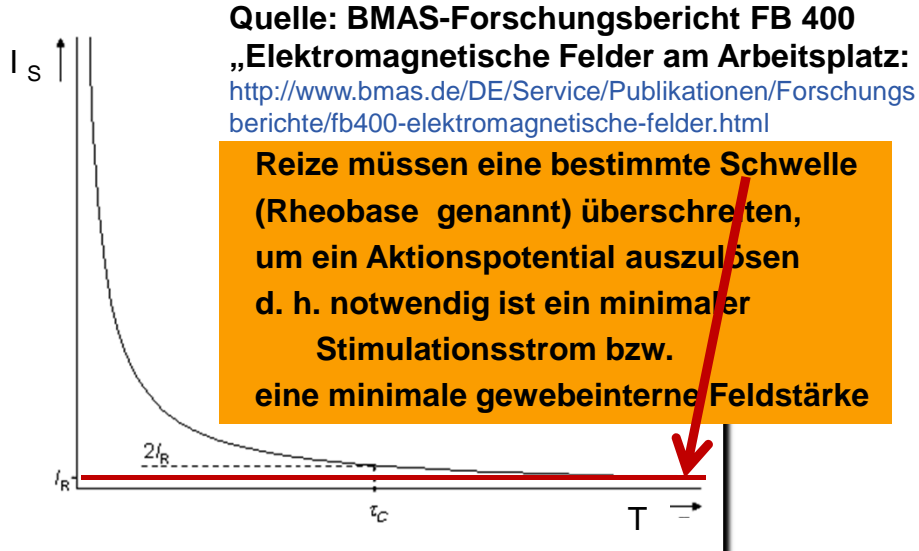 Quelle: BMAS-Forschungsbericht FB 400
„Elektromagnetische Felder am Arbeitsplatz:
http://www.bmas.de/DE/Service/Publikationen/Forschungs
berichte/fb400-elektromagnetische-felder.html
I S
Reize müssen eine bestimmte Schwelle
(Rheobase genannt) überschreiten,
um ein Aktionspotential auszulösen
d. h. notwendig ist ein minimaler
Stimulationsstrom bzw.
eine minimale gewebeinterne Feldstärke
2IR
IR
τC
T